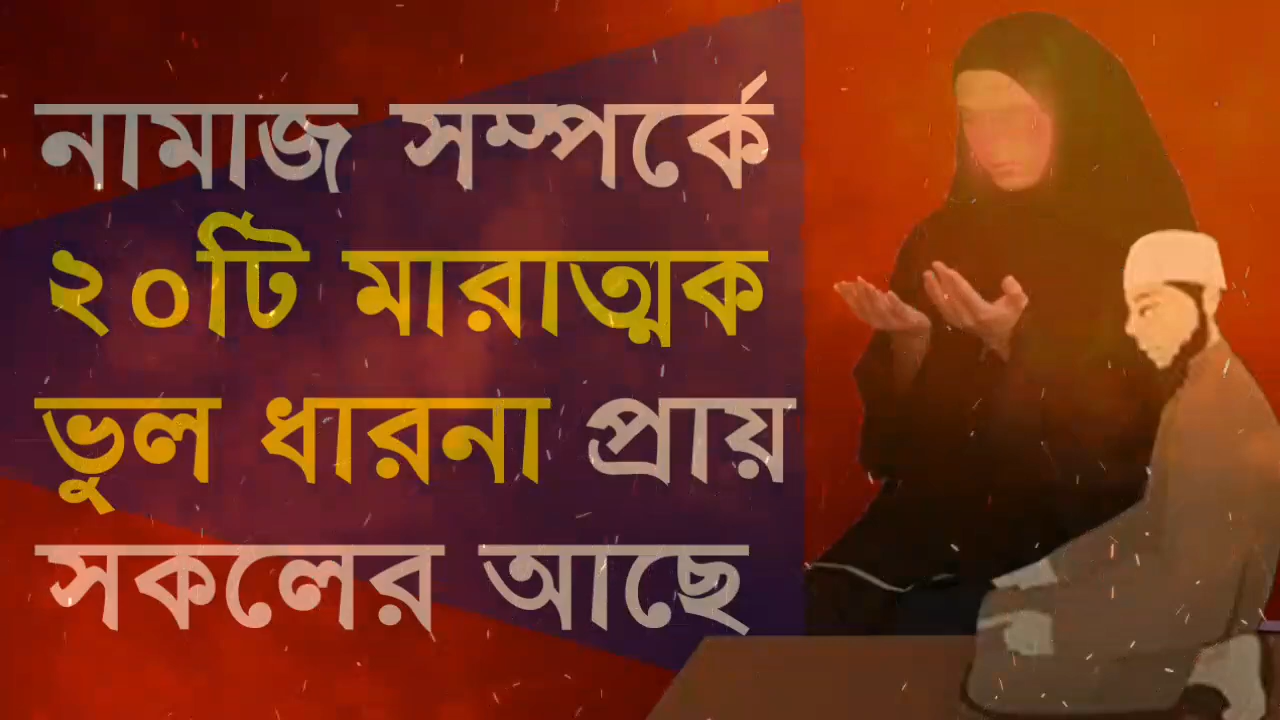 নামাজ সম্পর্কে
২০টি মারাত্মক
ভুল ধারনা প্রায়
সকলের আছে